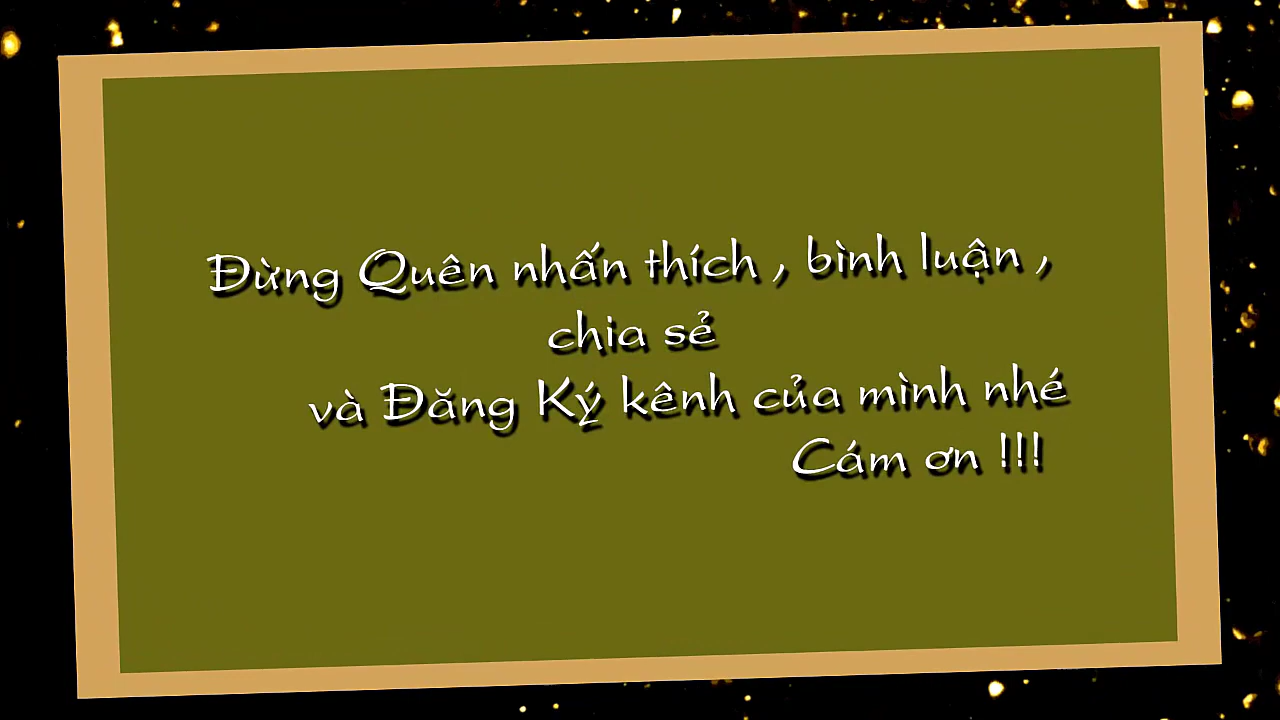 Đừng Quên nhấn thích , bình luận ,
chia sẻ
và Đăng Ký kênh của mình nhé
Cám ơn !!!